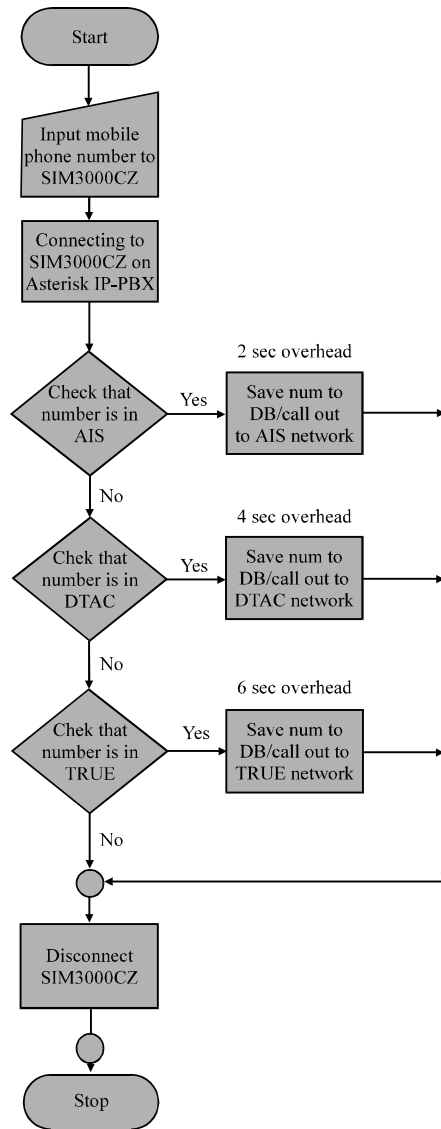 Start
Input mobile
phone number to
SIM3000CZ
Connecting to
SIM3000CZ on
Asterisk IP-PBX
2 sec overhead
Check that
number is in
AIS
Yes
Save num to
DB/call out
to AIS network
No
4 sec overhead
Chek that
number is in
DTAC
Yes
Save num to
DB/call out to
DTAC network
No
6 sec overhead
Chek that
number is in
TRUE
Yes
Save num to
DB/call out to
TRUE network
No
Disconnect
SIM3000CZ
Stop